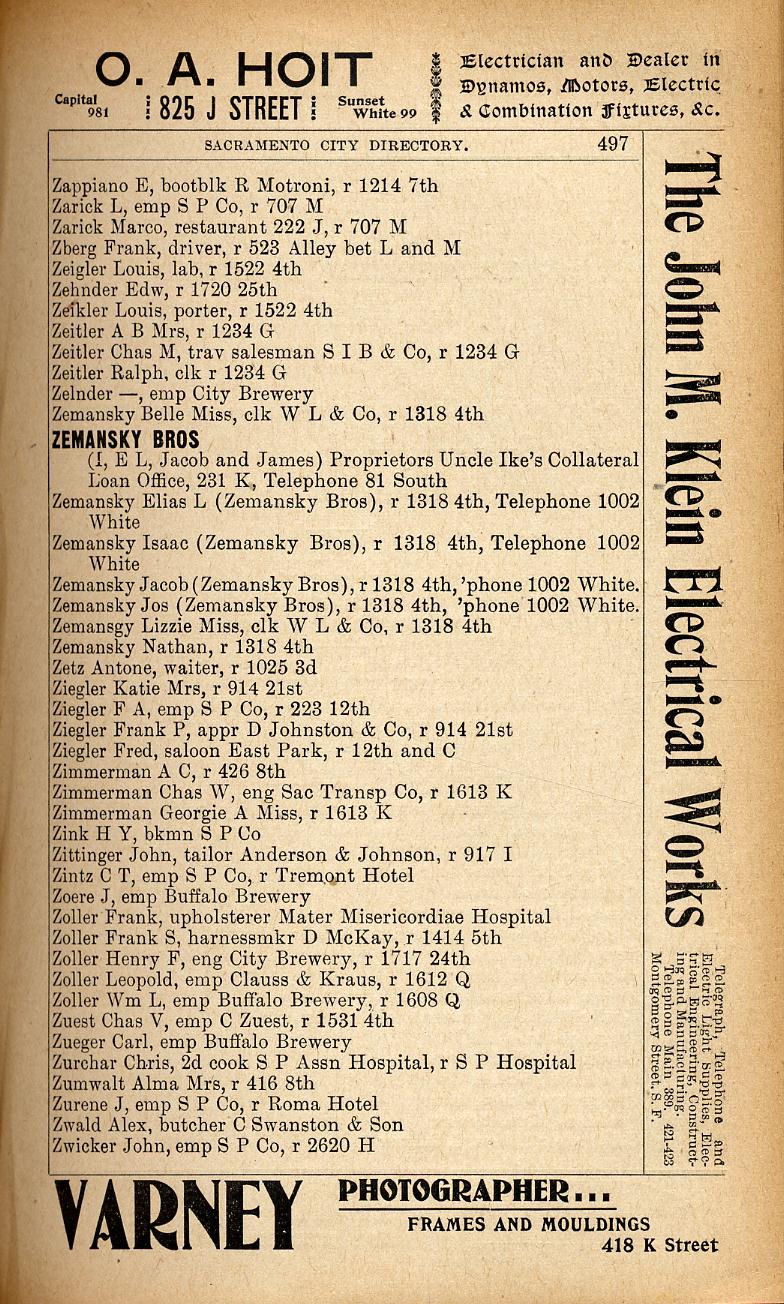 O. A. HOIT
Capital 981
825 J STREET
Sunset White 99
Electrician and Dealer in
Dynamos, Motors, Electric
& Combination Fixtures, &c.
SACRAMENTO CITY DIRECTORY. 497
Zappiano E, bootblk R Motroni, r 1214 7th
Zarick L, emp S P Co, r 707 M
Zarick Marco, restaurant 222 J, r 707 M
Zberg Frank, driver, r 523 Alley bet L and M
Zeigler Louis, lab, r 1522 4th
Zehnder Edw, r 1720 25th
Zeikler Louis, porter, r 1522 4th
Zeitler A B Mrs, r 1234 G
Zeitler Chas M, trav salesman S I B & Co, r 1234 G
Zeitler Ralph, clk r 1234 G
Zelnder —, emp City Brewery
Zemansky Belle Miss, clk W L & Co, r 1318 4th
ZEMANSKY BROS
(I, E L, Jacob and James) Proprietors Uncle Ike's Collateral
Loan Office, 231 K, Telephone 81 South
Zemansky Elias L (Zemansky Bros), r 1318 4th, Telephone 1002
White
Zemansky Isaac (Zemansky Bros), r 1318 4th, Telephone 1002
White
Zemansky Jacob (Zemansky Bros), r 1318 4th, 'phone 1002 White.
Zemansky Jos (Zemansky Bros), r 1318 4th, 'phone 1002 White.
Zemansgy Lizzie Miss, clk W L & Co, r 1318 4th
Zemansky Nathan, r 1318 4th
Zetz Antone, waiter, r 1025 3d
Ziegler Katie Mrs, r 914 21st
Ziegler F A, emp S P Co, r 223 12th
Ziegler Frank P, appr D Johnston & Co, r 914 21st
Ziegler Fred, saloon East Park, r 12th and C
Zimmerman A C, r 426 8th
Zimmerman Chas W, eng Sac Transp Co, r 1613 K
Zimmerman Georgie A Miss, r 1613 K
Zink H Y, bkmn S P Co
Zittinger John, tailor Anderson & Johnson, r 917 I
Zintz C T, emp S P Co, r Tremont Hotel
Zoere J, emp Buffalo Brewery
Zoller Frank, upholsterer Mater Misericordiae Hospital
Zoller Frank S, harnessmkr D McKay, r 1414 5th
Zoller Henry F, eng City Brewery, r 1717 24th
Zoller Leopold, emp Clauss & Kraus, r 1612 Q
Zoller Wm L, emp Buffalo Brewery, r 1608 Q
Zuest Chas V, emp C Zuest, r 1531 4th
Zueger Carl, emp Buffalo Brewery
Zurchar Chris, 2d cook S P Assn Hospital, r S P Hospital
Zumwalt Alma Mrs, r 416 8th
Zurene J, emp S P Co, r Roma Hotel
Zwald Alex, butcher C Swanston & Son
Zwicker John, emp S P Co, r 2620 H
The John M. Klein Electrical Works
Telegraph, Telephone and
Electric Light Supplies, Elec-
trical Engineering, Construct-
ing and Manufacturing.
Telephone Main 389. 421-423
Montgomery Street, S. F.
VARNEY
PHOTOGRAPHER...
FRAMES AND MOULDINGS
418 K Street